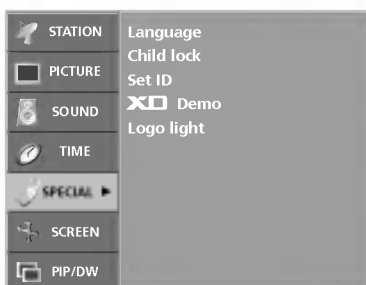 STATION
PICTURE
SOUND
TIME
SPECIAL
SCREEN
PIP/DW
Language
Child lock
Set ID
XD Demo
Logo light